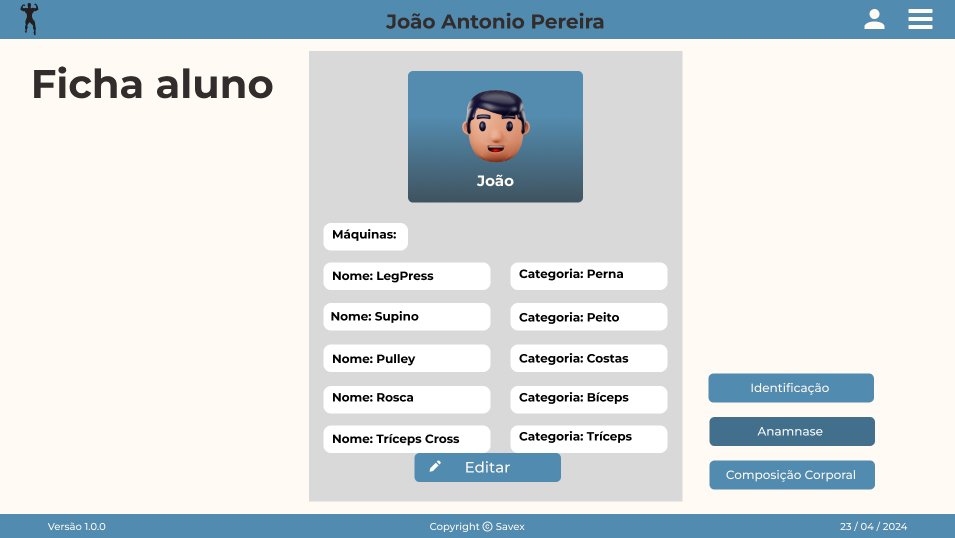 João Antonio Pereira
Ficha aluno
João
Máquinas:
Nome: LegPress
Categoria: Perna
Nome: Supino
Categoria: Peito
Nome: Pulley
Categoria: Costas
Nome: Rosca
Categoria: Bíceps
Nome: Tríceps Cross
Categoria: Tríceps
Editar
Identificação
Anamnase
Composição Corporal
Versão 1.0.0
Copyright © Savex
23 / 04 / 2024